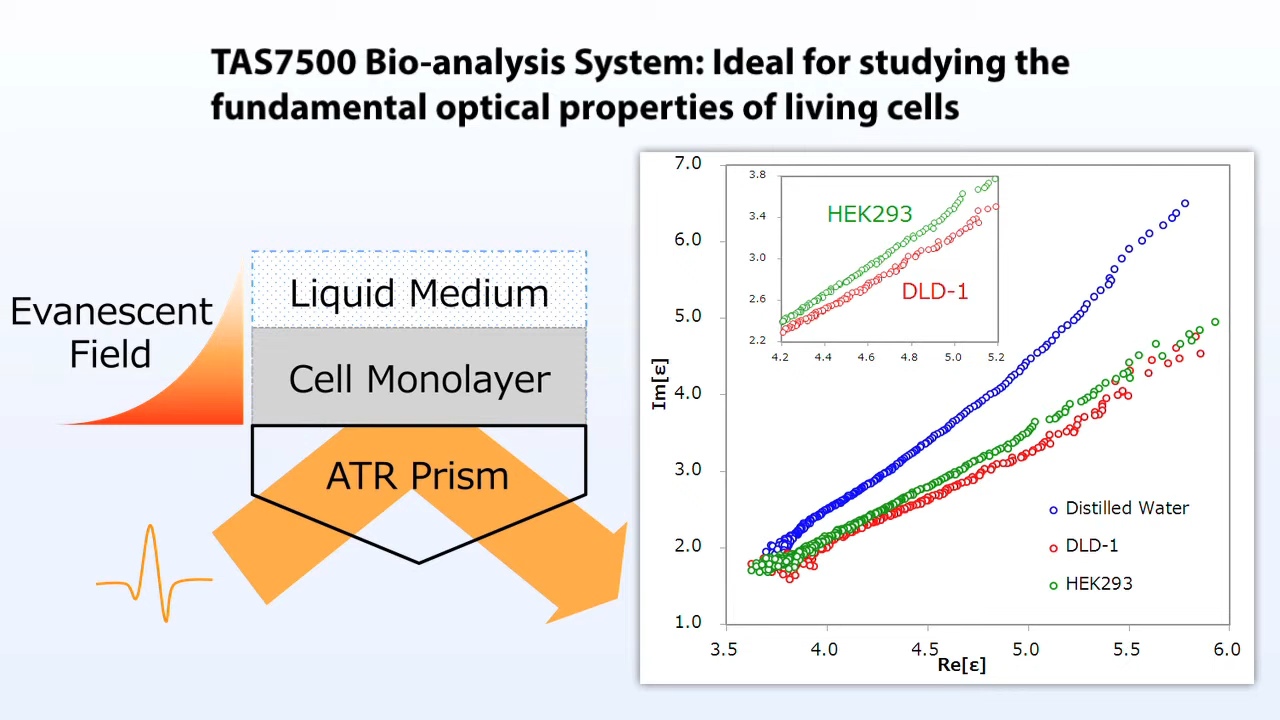 TAS7500 Bio-analysis System: Ideal for studying the
fundamental optical properties of living cells
Evanescent
Field
Liquid Medium
Cell Monolayer
ATR Prism
7.0
6.0
5.0
4.0
3.0
2.0
1.0
Im[ε]
3.5 4.0 4.5 5.0 5.5 6.0
Re[ε]
3.8
3.4
3.0
2.6
2.2
4.2 4.4 4.6 4.8 5.0 5.2
HEK293
DLD-1
Distilled Water
DLD-1
HEK293